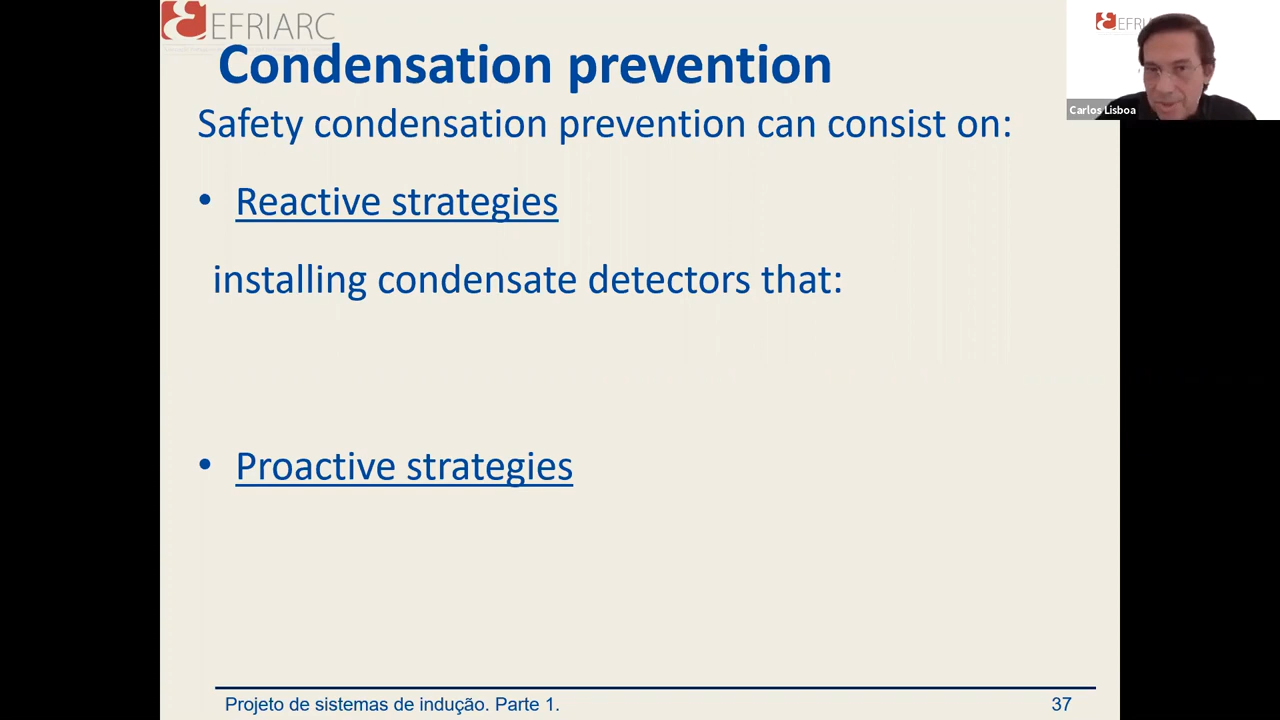 EFRIARC
Condensation prevention
Safety condensation prevention can consist on:
• Reactive strategies
installing condensate detectors that:
• Proactive strategies
Projeto de sistemas de indução. Parte 1.
37
EFRI
Carlos Lisboa